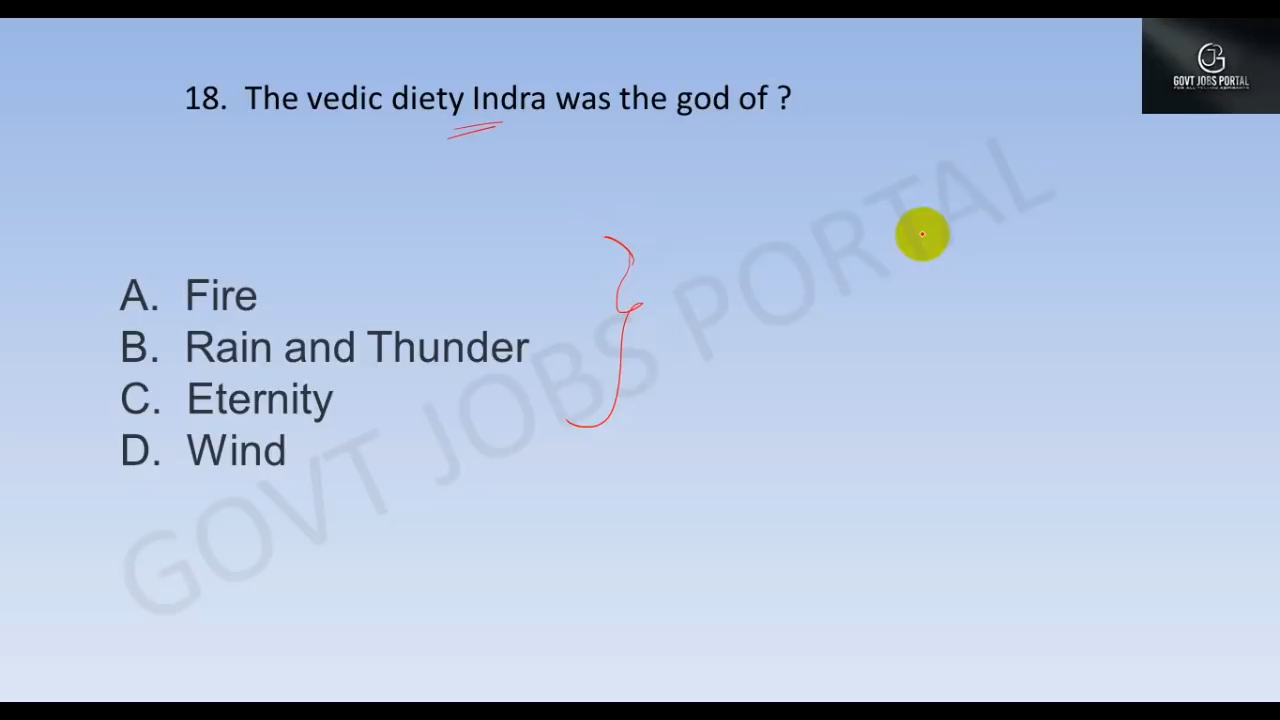 GOVT JOBS PORTAL
18. The vedic diety Indra was the god of ?
A. Fire
B. Rain and Thunder
C. Eternity
D. Wind
GOVT JOBS PORTAL